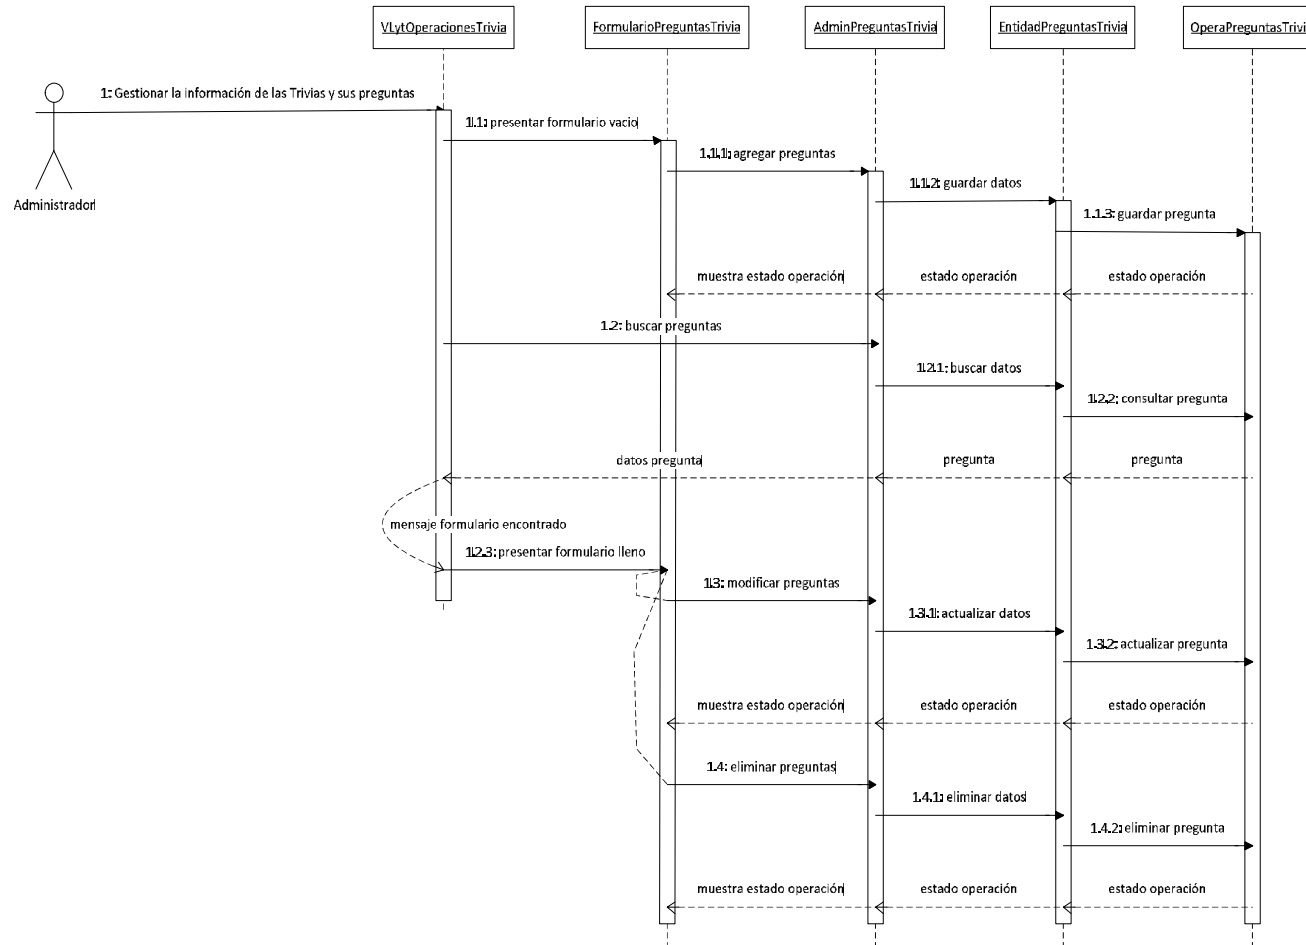 VLytOperacionesTrivia
FormularioPreguntasTrivia
AdminPreguntasTrivia
EntidadPreguntasTrivia
OperaPreguntasTrivi
1: Gestionar la información de las Trivias y sus preguntas
1.1: presentar formulario vacio
1.1.1: agregar preguntas
1.1.2: guardar datos
Administrador
1.1.3: guardar pregunta
muestra estado operación
estado operación
estado operación
1.2: buscar preguntas
1.2.1: buscar datos
1.2.2: consultar pregunta
datos pregunta
pregunta
pregunta
mensaje formulario encontrado
1.2.3: presentar formulario lleno
1.3: modificar preguntas
1.3.1: actualizar datos
1.3.2: actualizar pregunta
muestra estado operación
estado operación
estado operación
1.4: eliminar preguntas
1.4.1: eliminar datos
1.4.2: eliminar pregunta
muestra estado operación
estado operación
estado operación